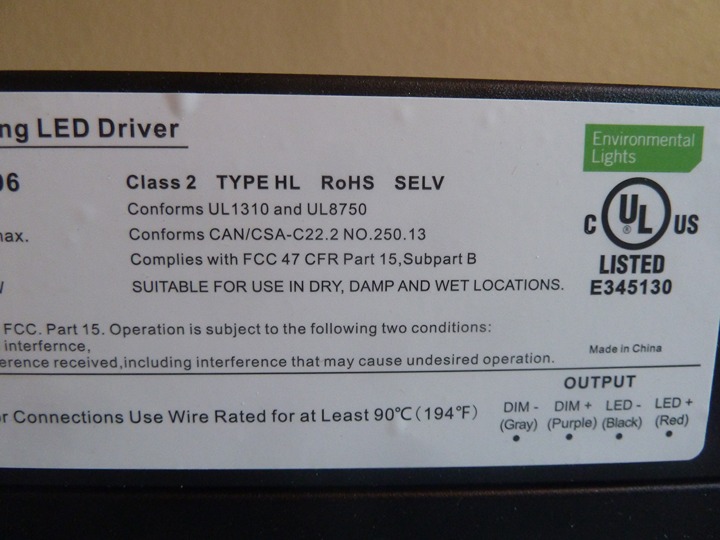 ng LED Driver
06
Class 2 TYPE HL RoHS SELV
Conforms UL1310 and UL8750
max.
Conforms CAN/CSA-C22.2 NO.250.13
Complies with FCC 47 CFR Part 15,Subpart B
SUITABLE FOR USE IN DRY, DAMP AND WET LOCATIONS.
Environmental
Lights
C UL ® US
LISTED
E345130
FCC. Part 15. Operation is subject to the following two conditions:
interfernce,
erence received,including interference that may cause undesired operation.
Made in China
or Connections Use Wire Rated for at Least 90℃(194℉)
OUTPUT
DIM - DIM + LED - LED +
(Gray) (Purple) (Black) (Red)